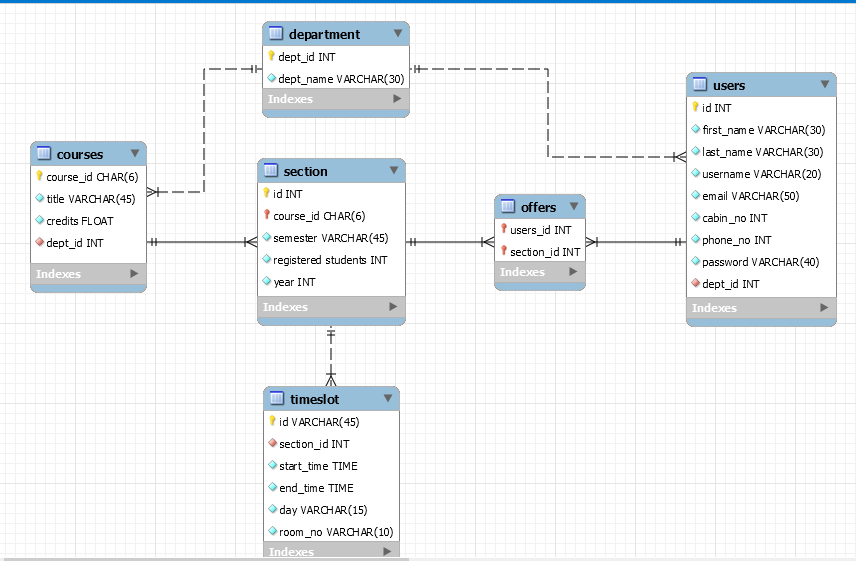 department
dept_id INT
dept_name VARCHAR(30)
Indexes
users
id INT
first_name VARCHAR(30)
last_name VARCHAR(30)
username VARCHAR(20)
email VARCHAR(50)
cabin_no INT
phone_no INT
password VARCHAR(40)
dept_id INT
Indexes
courses
course_id CHAR(6)
title VARCHAR(45)
credits FLOAT
dept_id INT
Indexes
section
id INT
course_id CHAR(6)
semester VARCHAR(45)
registered students INT
year INT
Indexes
offers
users_id INT
section_id INT
Indexes
timeslot
id VARCHAR(45)
section_id INT
start_time TIME
end_time TIME
day VARCHAR(15)
room_no VARCHAR(10)
Indexes